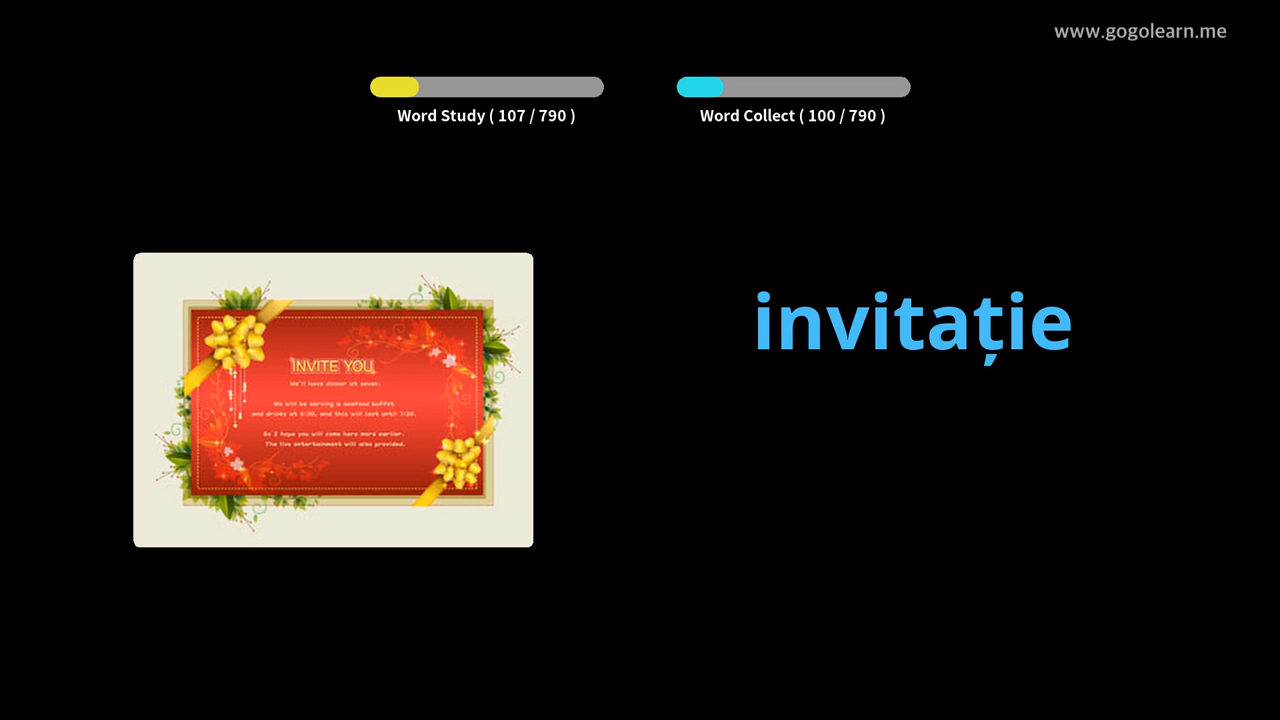 www.gogolearn.me
Word Study ( 107 / 790 )
Word Collect ( 100 / 790 )
invitație
INVITE YOU
We'll have dinner at seven.
We will be serving a seafood buffet
and drinks at 6:30, and this will last until 7:30.
So I hope you will come here more earlier.
The live entertainment will also provided.